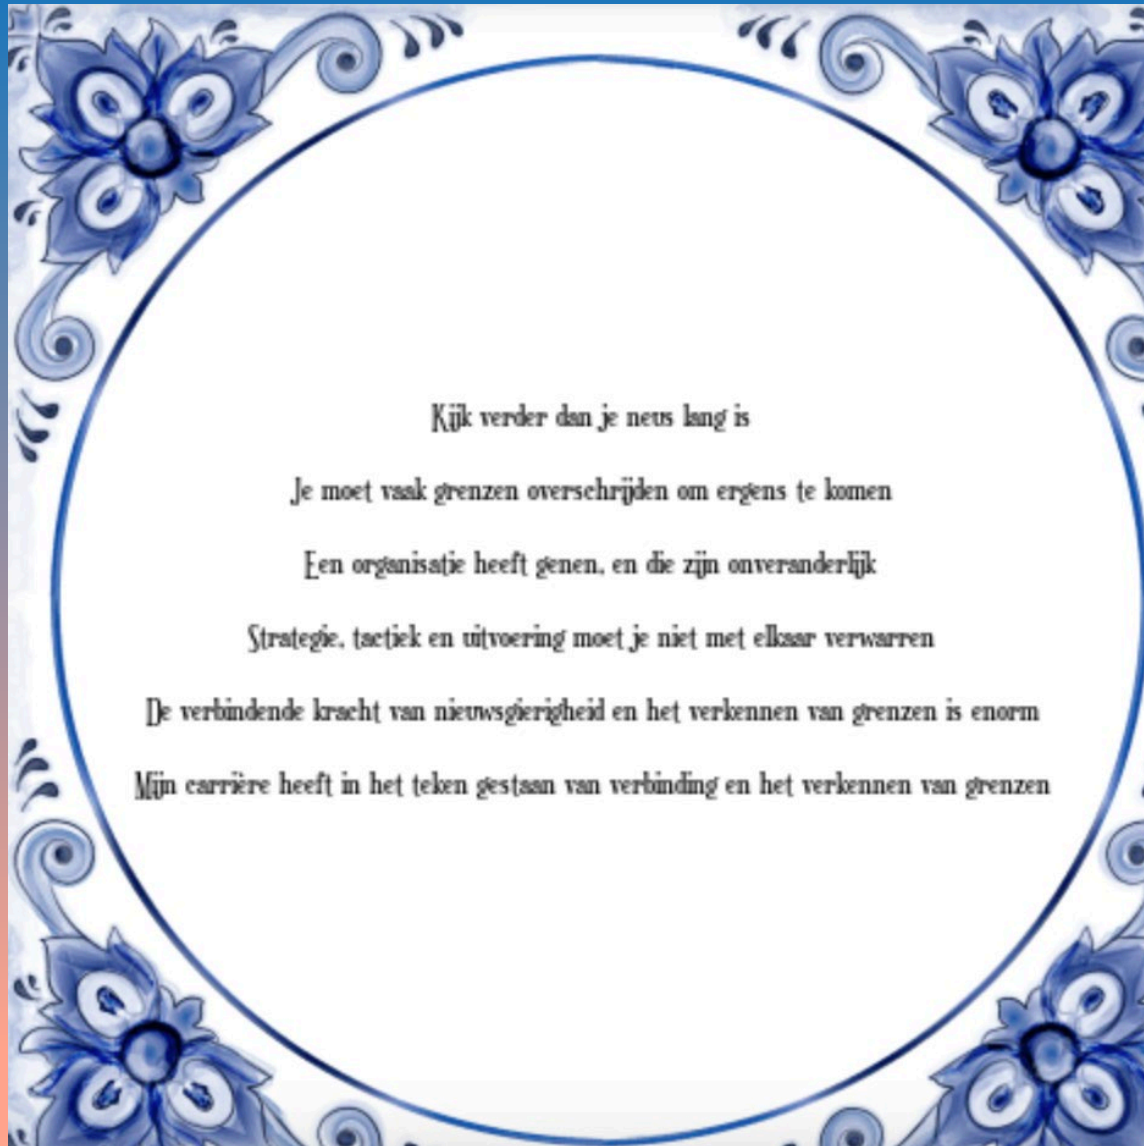 Kijk verder dan je neus lang is
Je moet vaak grenzen overschrijden om ergens te komen
Een organisatie heeft genen, en die zijn onveranderlijk
Strategie, tactiek en uitvoering moet je niet met elkaar verwarren
De verbindende kracht van nieuwsgierigheid en het verkennen van grenzen is enorm
Mijn carrière heeft in het teken gestaan van verbinding en het verkennen van grenzen